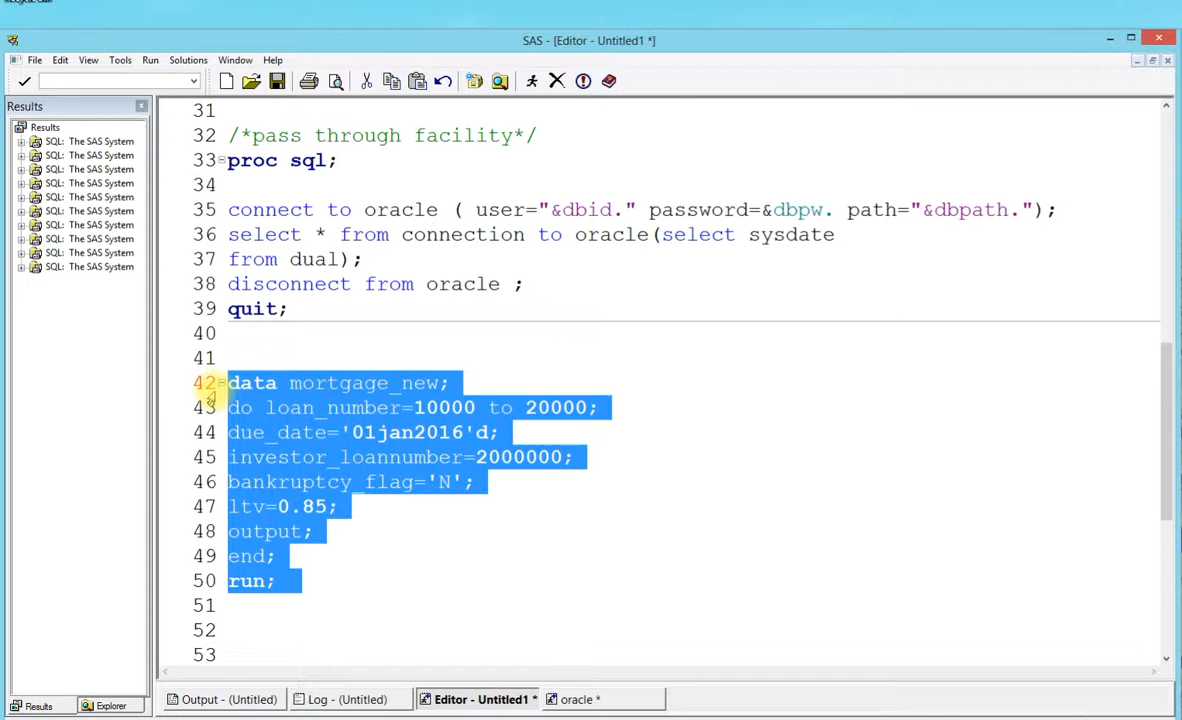 SAS - [Editor - Untitled1 *]
File Edit View Tools Run Solutions Window Help
Results
Results
SQL: The SAS System
SQL: The SAS System
SQL: The SAS System
SQL: The SAS System
SQL: The SAS System
SQL: The SAS System
SQL: The SAS System
SQL: The SAS System
SQL: The SAS System
SQL: The SAS System
31
32 /*pass through facility*/
33 proc sql;
34
35 connect to oracle ( user="&dbid." password=&dbpw. path="&dbpath.");
36 select * from connection to oracle(select sysdate
37 from dual);
38 disconnect from oracle ;
39 quit;
40
41
42 data mortgage_new;
43 do loan_number=10000 to 20000;
44 due_date='01jan2016'd;
45 investor_loannumber=2000000;
46 bankruptcy_flag='N';
47 ltv=0.85;
48 output;
49 end;
50 run;
51
52
53
Results Explorer
Output - (Untitled) Log - (Untitled) Editor - Untitled1 * oracle *